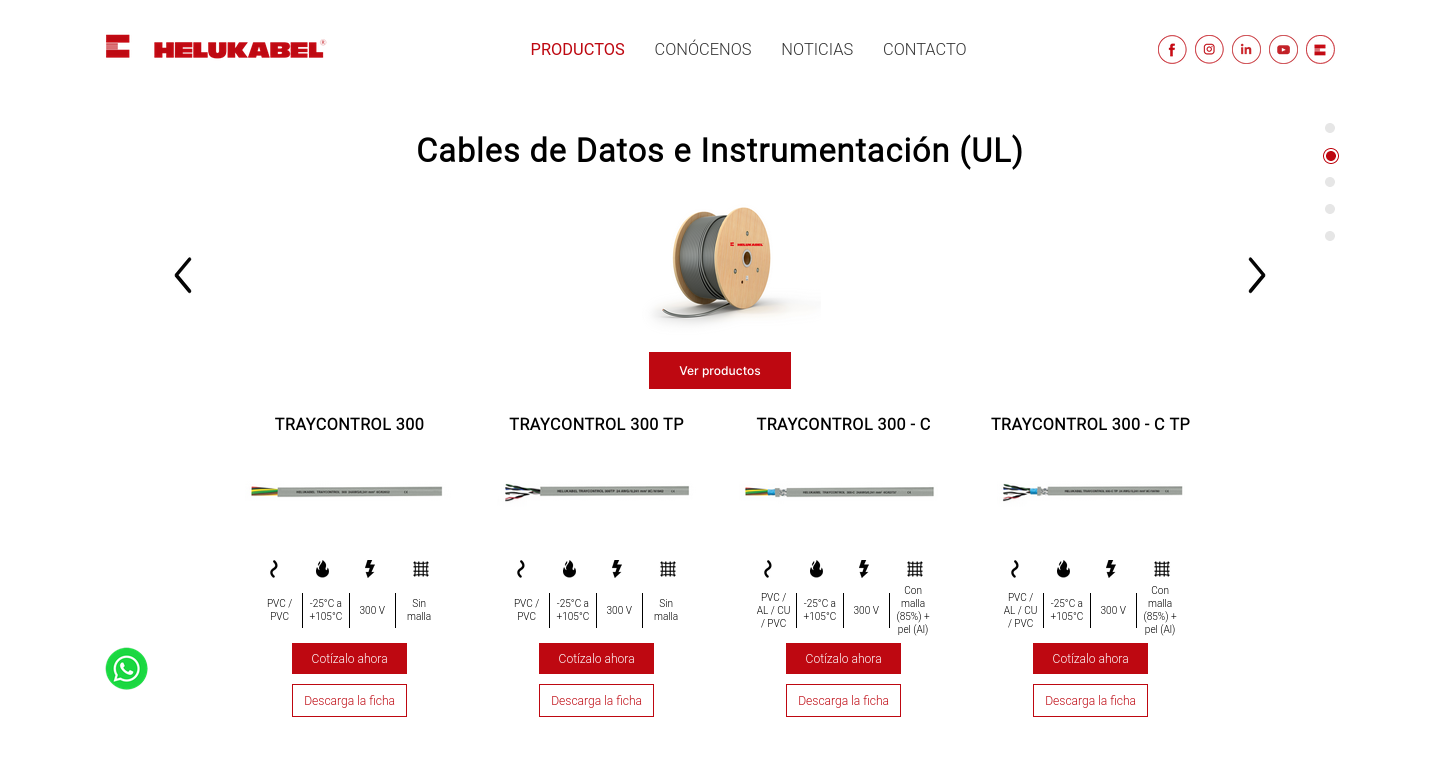 HELUKABEL®
PRODUCTOS CONÓCENOS NOTICIAS CONTACTO
Cables de Datos e Instrumentación (UL)
HELUKABEL
Ver productos
TRAYCONTROL 300
TRAYCONTROL 300 TP
TRAYCONTROL 300 - C
TRAYCONTROL 300 - C TP
PVC /
PVC
-25°C a
+105°C
300 V
Sin
malla
PVC /
PVC
-25°C a
+105°C
300 V
Sin
malla
PVC /
AL / CU
/ PVC
-25°C a
+105°C
300 V
Con
malla
(85%) +
pel (Al)
PVC /
AL / CU
/ PVC
-25°C a
+105°C
300 V
Con
malla
(85%) +
pel (Al)
Cotízalo ahora
Cotízalo ahora
Cotízalo ahora
Cotízalo ahora
Descarga la ficha
Descarga la ficha
Descarga la ficha
Descarga la ficha